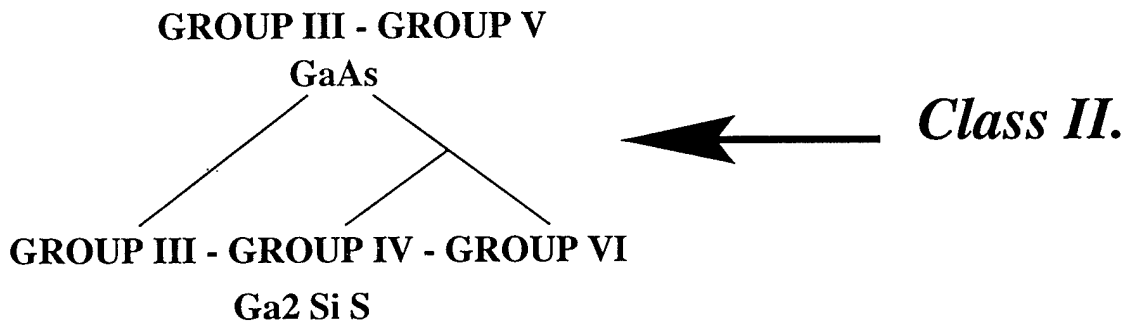 GROUP III - GROUP V
GaAs
Class II.
GROUP III - GROUP IV - GROUP VI
Ga2 Si S